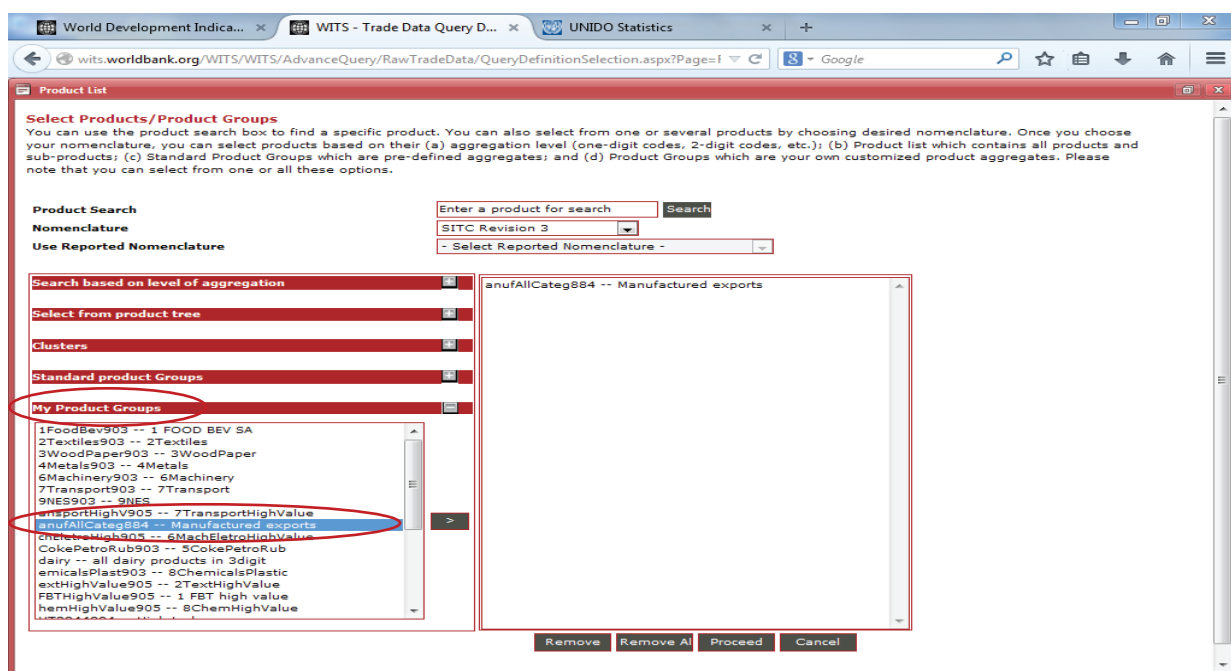 World Development Indica... × WITS - Trade Data Query D... × UNIDO Statistics × +
wits.worldbank.org/WITS/WITS/AdvanceQuery/RawTradeData/QueryDefinitionSelection.aspx?Page=F 8 Google
Product List
Select Products/Product Groups
You can use the product search box to find a specific product. You can also select from one or several products by choosing desired nomenclature. Once you choose
your nomenclature, you can select products based on their (a) aggregation level (one-digit codes, 2-digit codes, etc.); (b) Product list which contains all products and
sub-products; (c) Standard Product Groups which are pre-defined aggregates; and (d) Product Groups which are your own customized product aggregates. Please
note that you can select from one or all these options.
Product Search Enter a product for search Search
Nomenclature SITC Revision 3
Use Reported Nomenclature - Select Reported Nomenclature -
Search based on level of aggregation
Select from product tree
Clusters
Standard product Groups
My Product Groups
1FoodBev903 -- 1 FOOD BEV SA
2Textiles903 -- 2Textiles
3WoodPaper903 -- 3WoodPaper
4Metals903 -- 4Metals
6Machinery903 -- 6Machinery
7Transport903 -- 7Transport
9NES903 -- 9NES
ansportHighV905 -- 7TransportHighValue
anufAllCateg884 -- Manufactured exports
chEletroHigh905 -- 6MachEletroHighValue
CokePetroRub903 -- 5CokePetroRub
dairy -- all dairy products in 3digit
emicalsPlast903 -- 8ChemicalsPlastic
extHighValue905 -- 2TextHighValue
FBTHighValue905 -- 1 FBT high value
hemHighValue905 -- 8ChemHighValue
>
anufAllCateg884 -- Manufactured exports
Remove Remove Al Proceed Cancel